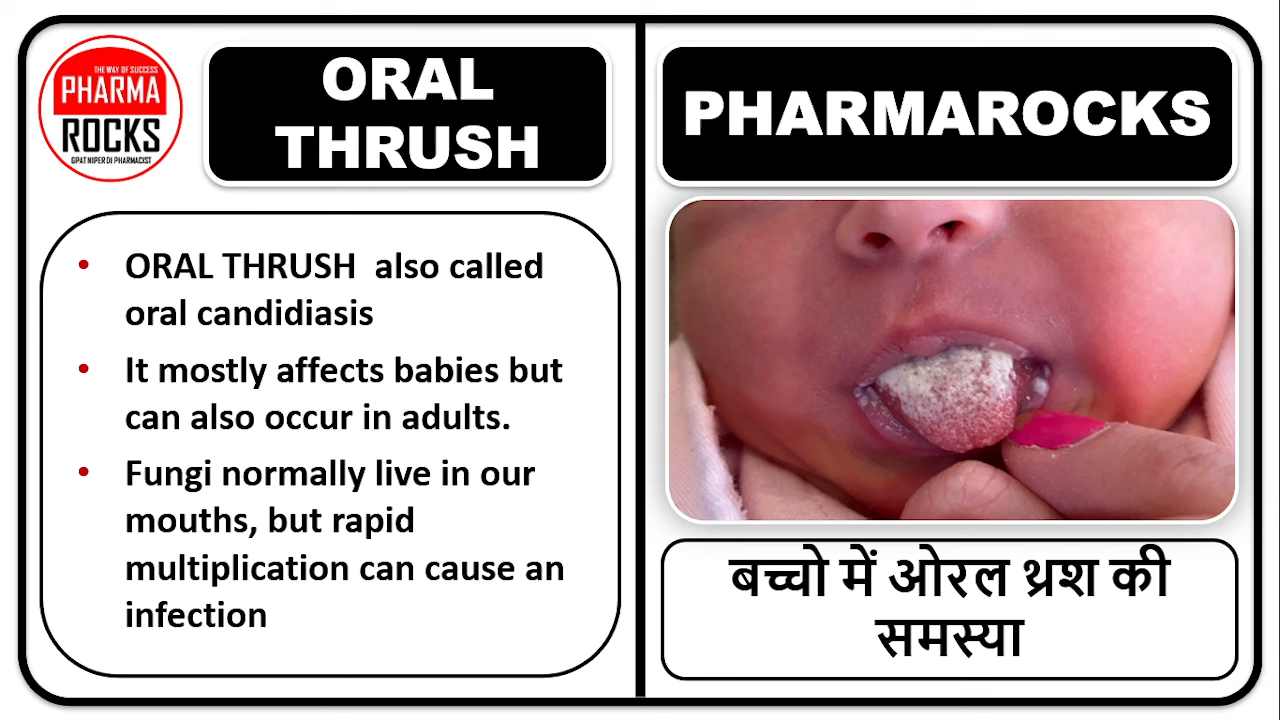 THE WAY OF SUCCESS
PHARMA
ROCKS
GPAT NIPER DI PHARMACIST
ORAL
THRUSH
• ORAL THRUSH also called
oral candidiasis
• It mostly affects babies but
can also occur in adults.
• Fungi normally live in our
mouths, but rapid
multiplication can cause an
infection
PHARMAROCKS
बच्चो में ओरल थ्रश की
समस्या